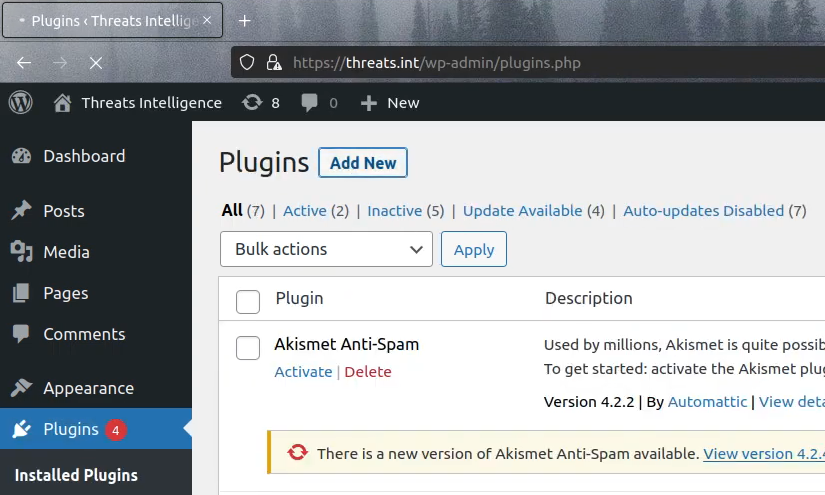 Plugins ‹ Threats Intellige
https://threats.int/wp-admin/plugins.php
Threats Intelligence 8 0 New
Dashboard
Posts
Media
Pages
Comments
Appearance
Plugins 4
Installed Plugins
Plugins Add New
All (7) | Active (2) | Inactive (5) | Update Available (4) | Auto-updates Disabled (7)
Bulk actions Apply
Plugin Description
Akismet Anti-Spam
Activate | Delete
Used by millions, Akismet is quite possib
To get started: activate the Akismet plug
Version 4.2.2 | By Automattic | View deta
There is a new version of Akismet Anti-Spam available. View version 4.2.4